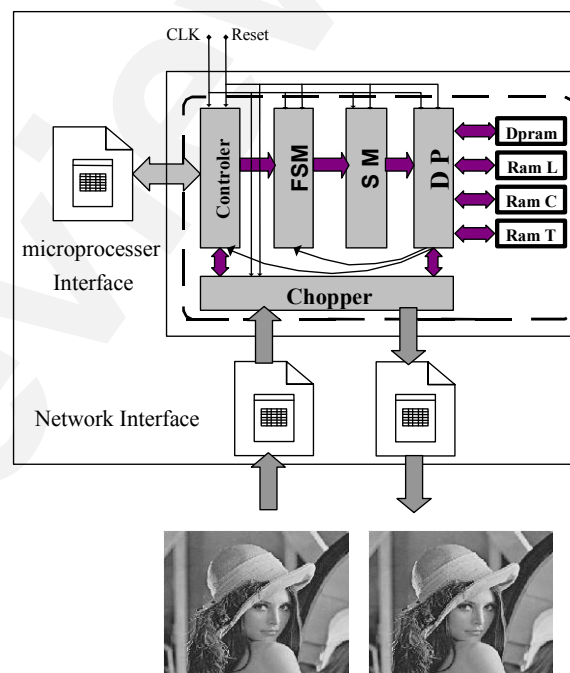 CLK Reset
Controler
FSM
S M
D P
Dpram
Ram L
Ram C
Ram T
microprocesser
Interface
Chopper
Network Interface